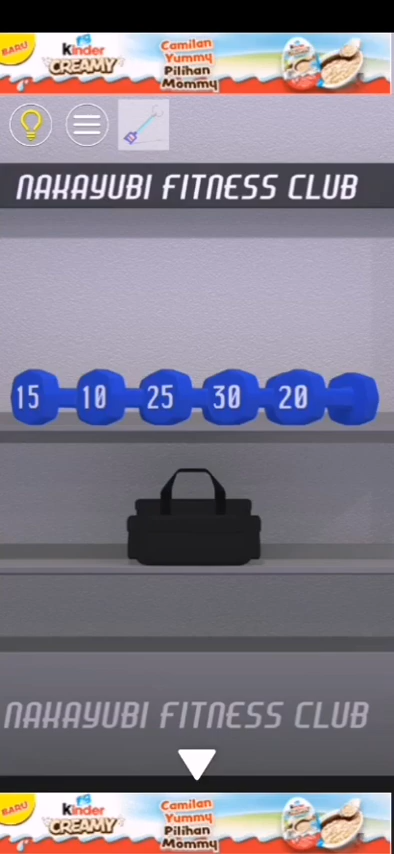 BARU
Kinder
CREAMY
Camilan
Yummy
Pilihan
Mommy
NAKAYUBI FITNESS CLUB
15 10 25 30 20
NAKAYUBI FITNESS CLUB
BARU
Kinder
CREAMY
Camilan
Yummy
Pilihan
Mommy